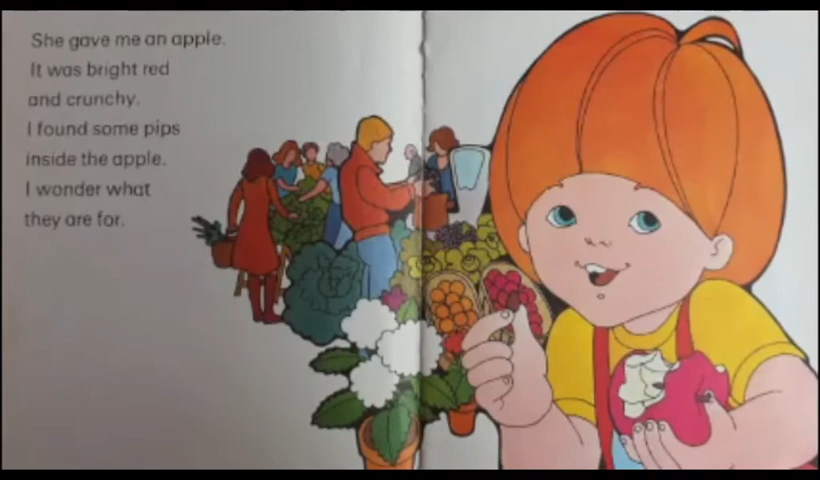 She gave me an apple.
It was bright red
and crunchy.
I found some pips
inside the apple.
I wonder what
they are for.